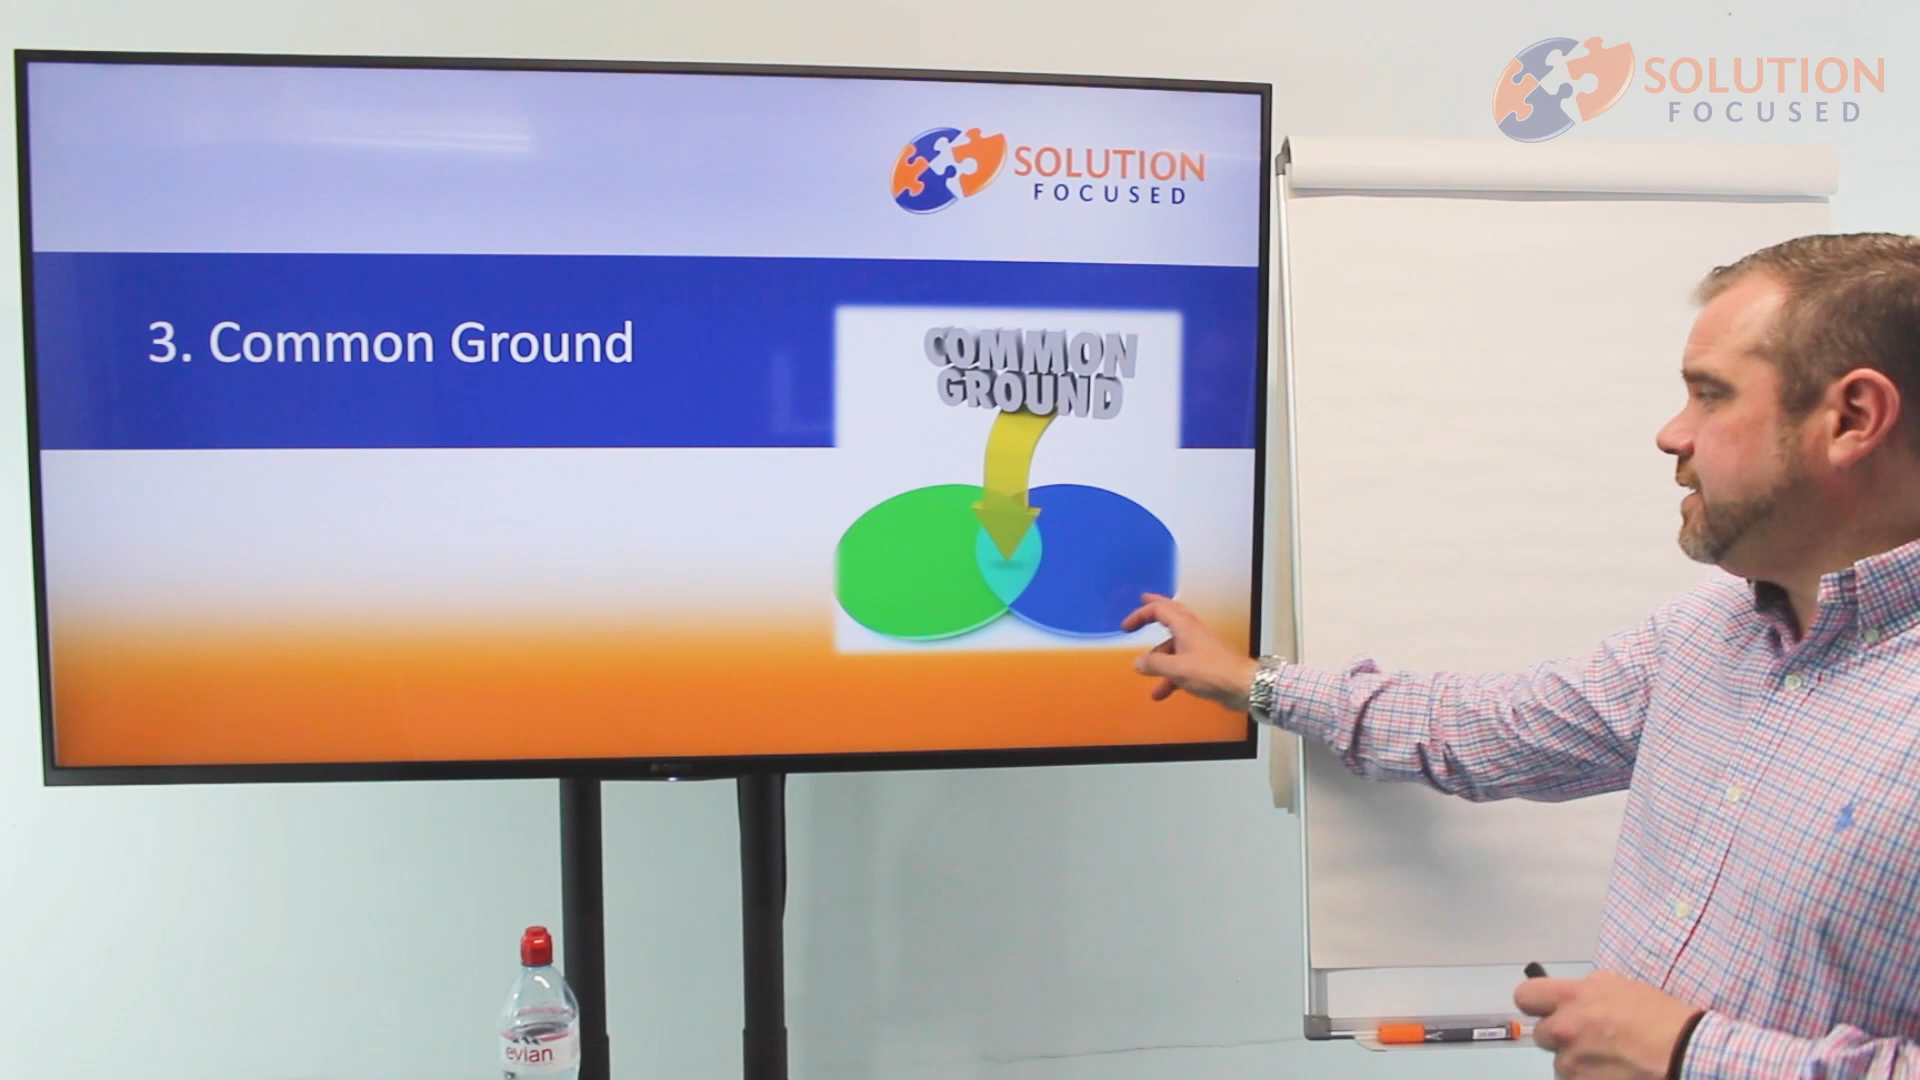 SOLUTION
FOCUSED
SOLUTION
FOCUSED
3. Common Ground
COMMON
GROUND
evian